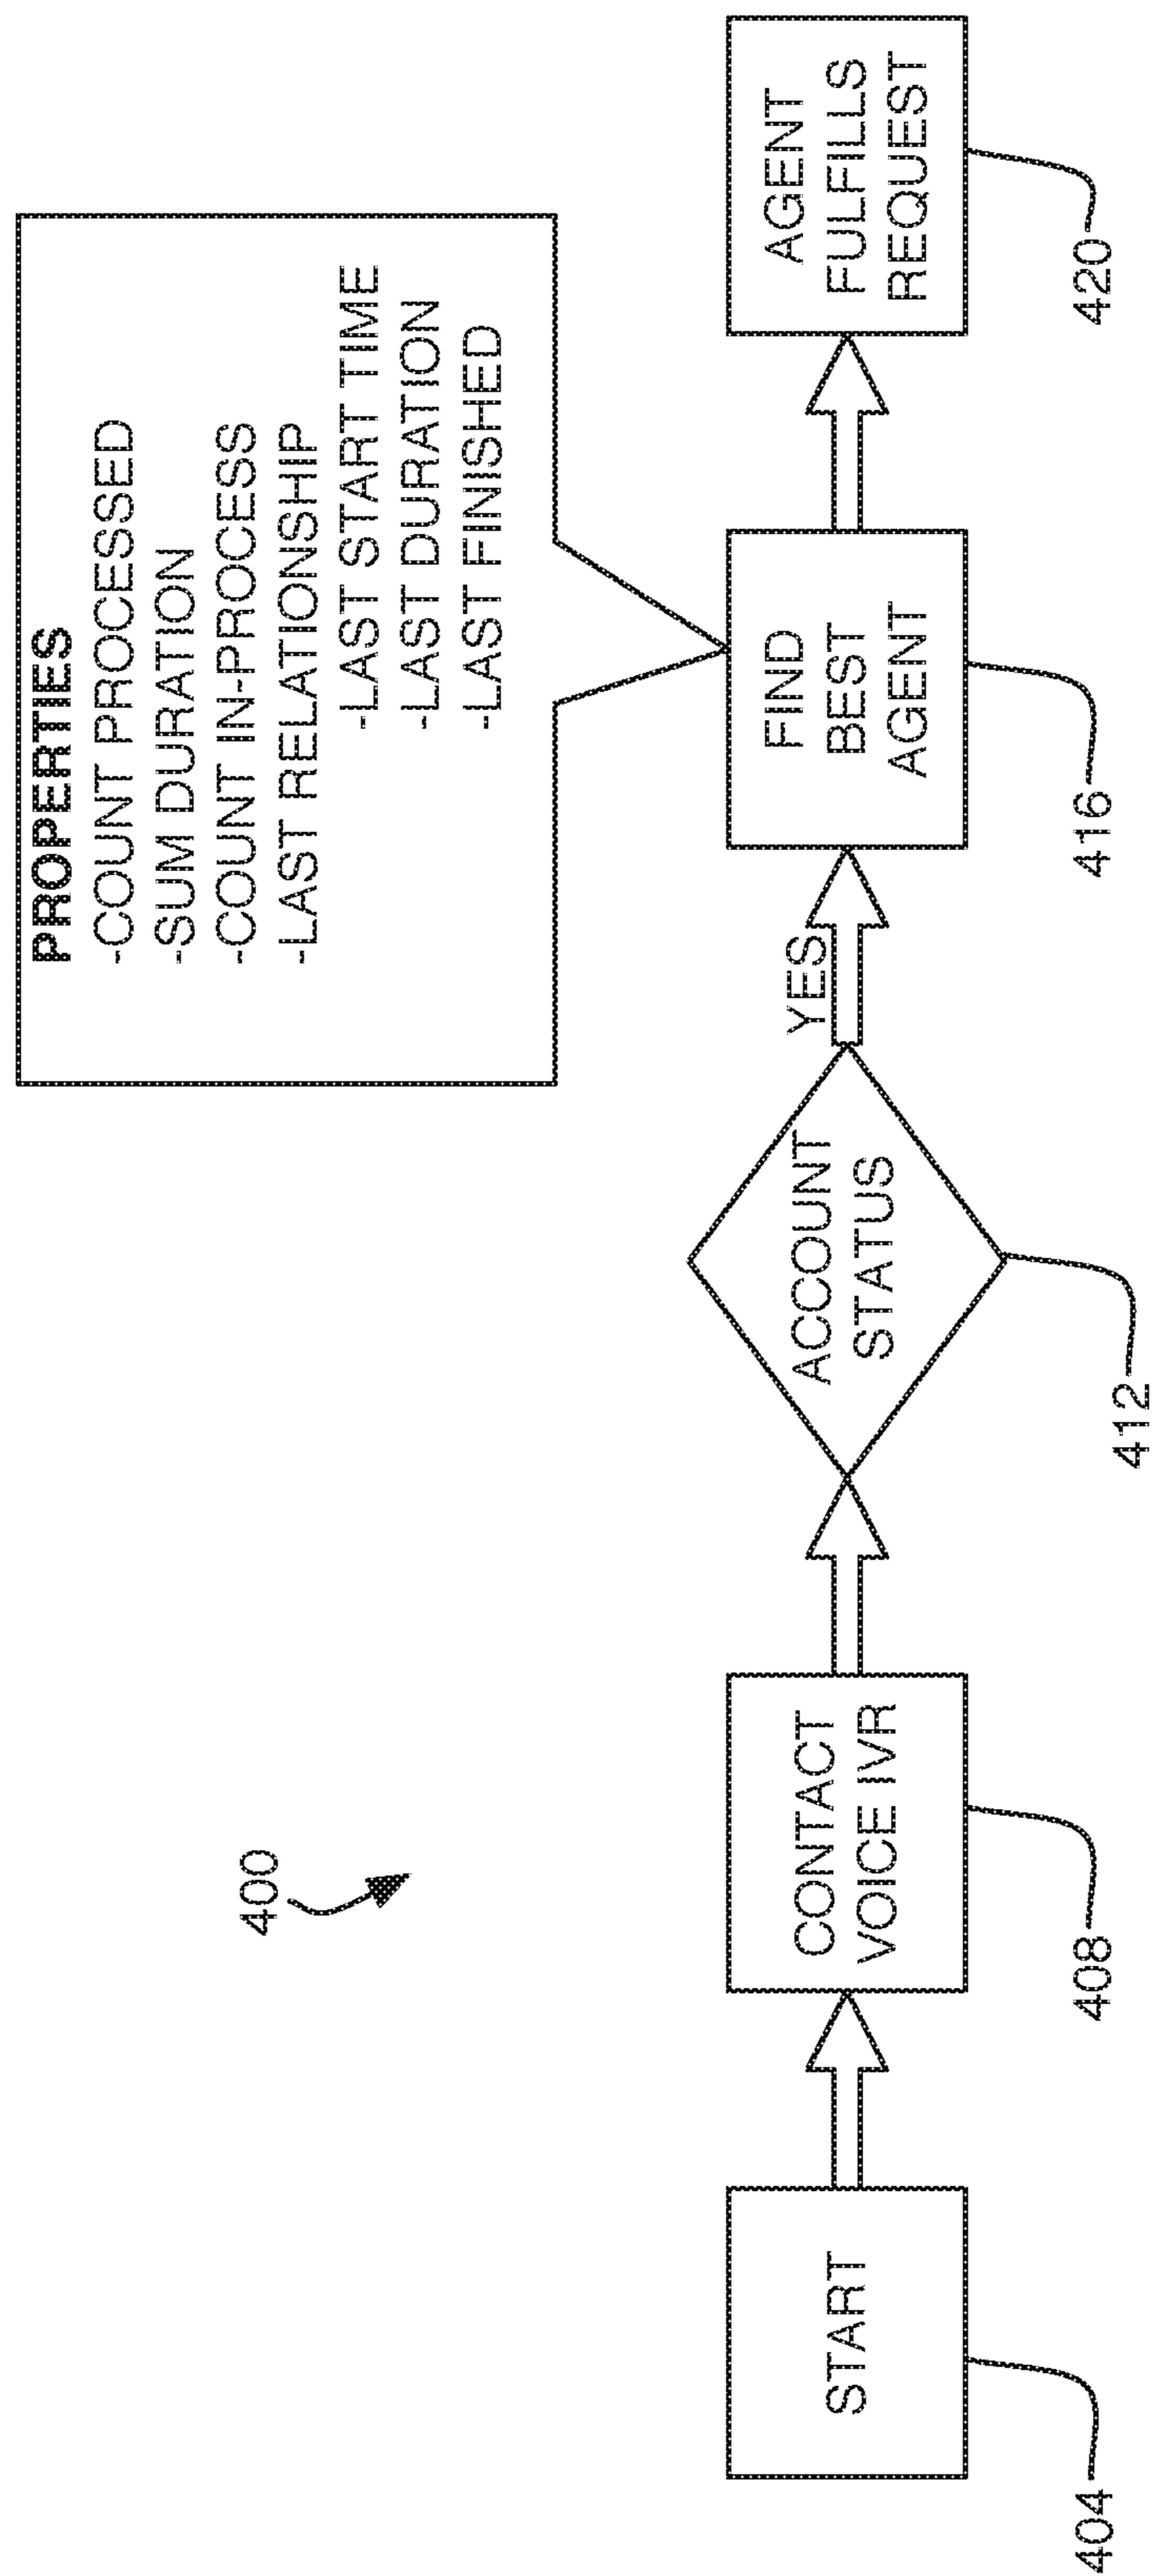 400
PROPERTIES
-COUNT PROCESSED
-SUM DURATION
-COUNT IN-PROCESS
-LAST RELATIONSHIP
-LAST START TIME
-LAST DURATION
-LAST FINISHED
START
CONTACT
VOICE IVR
ACCOUNT
STATUS
YES
FIND
BEST
AGENT
AGENT
FULFILLS
REQUEST
404
408
412
416
420